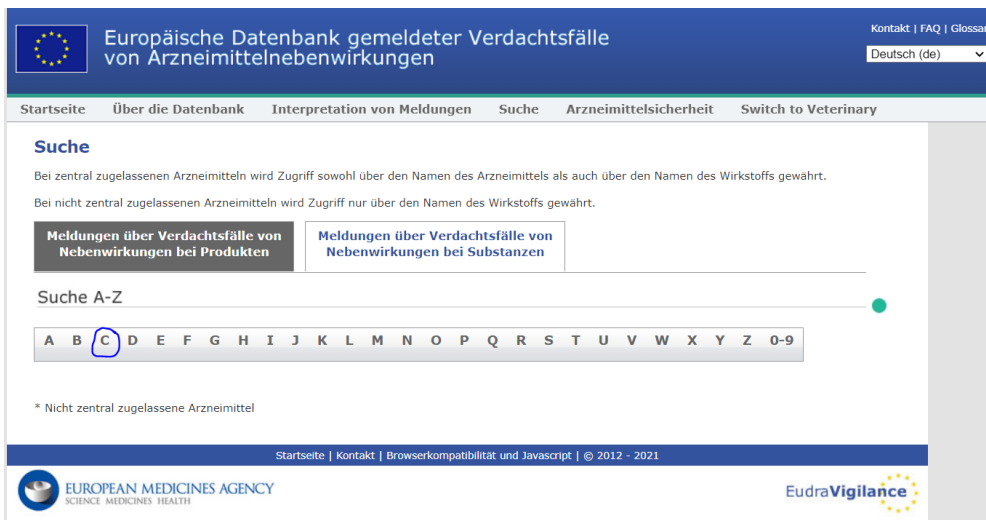 Europäische Datenbank gemeldeter Verdachtsfälle
von Arzneimittelnebenwirkungen
Kontakt | FAQ | Glossar
Deutsch (de)
Startseite Über die Datenbank Interpretation von Meldungen Suche Arzneimittelsicherheit Switch to Veterinary
Suche
Bei zentral zugelassenen Arzneimitteln wird Zugriff sowohl über den Namen des Arzneimittels als auch über den Namen des Wirkstoffs gewährt.
Bei nicht zentral zugelassenen Arzneimitteln wird Zugriff nur über den Namen des Wirkstoffs gewährt.
Meldungen über Verdachtsfälle von
Nebenwirkungen bei Produkten
Meldungen über Verdachtsfälle von
Nebenwirkungen bei Substanzen
Suche A-Z
A B C D E F G H I J K L M N O P Q R S T U V W X Y Z 0-9
* Nicht zentral zugelassene Arzneimittel
Startseite | Kontakt | Browserkompatibilität und Javascript | © 2012 - 2021
EUROPEAN MEDICINES AGENCY
SCIENCE MEDICINES HEALTH
EudraVigilance